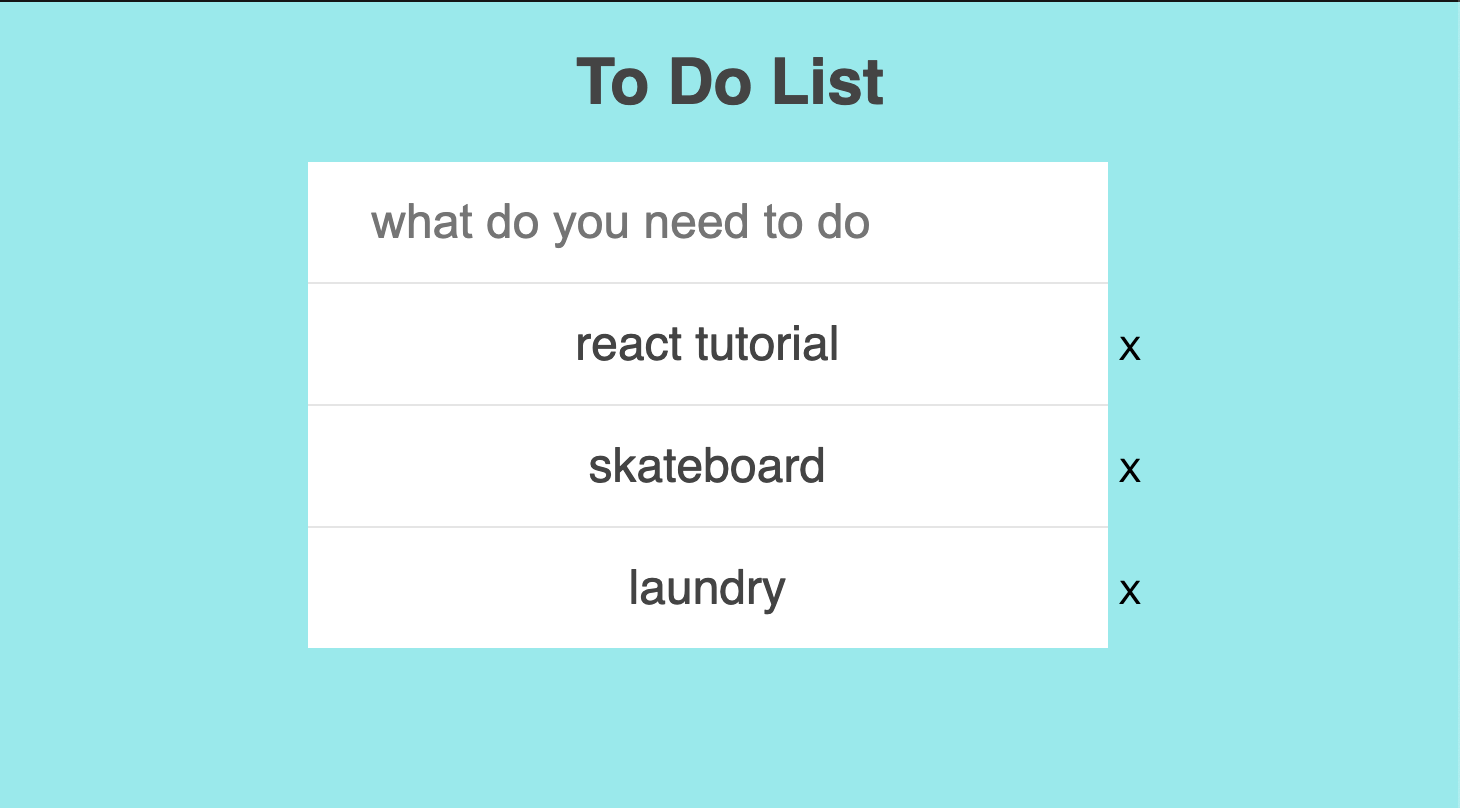 To Do List
what do you need to do
react tutorial x
skateboard x
laundry x